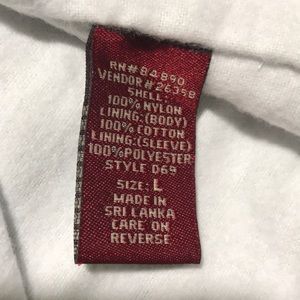 RN# 84890
VENDOR # 26358
SHELL:
100% NYLON
LINING:(BODY)
100% COTTON
LINING:(SLEEVE)
100%POLYESTER
STYLE D69
SIZE: L
MADE IN
SRI LANKA
CARE ON
REVERSE